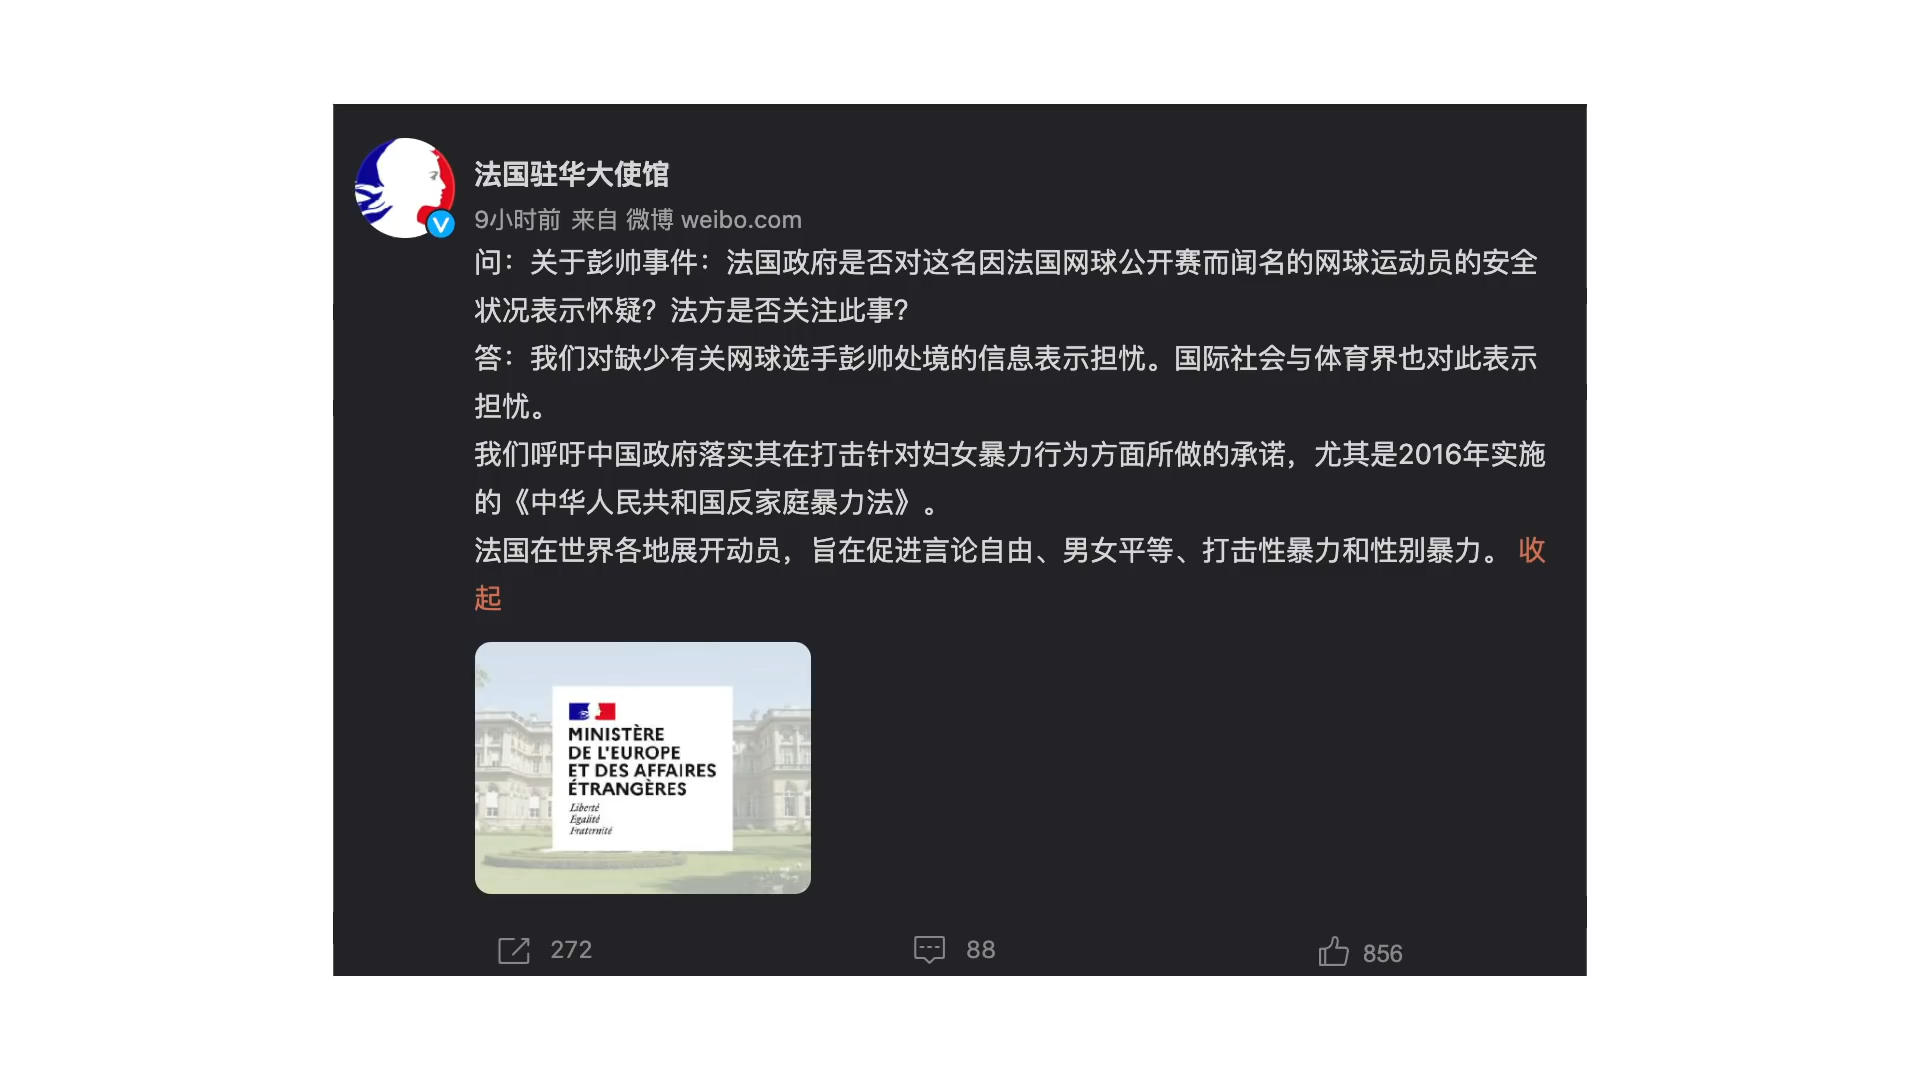 法国驻华大使馆
9小时前 来自 微博 weibo.com
问：关于彭帅事件：法国政府是否对这名因法国网球公开赛而闻名的网球运动员的安全
状况表示怀疑？法方是否关注此事？
答：我们对缺少有关网球选手彭帅处境的信息表示担忧。国际社会与体育界也对此表示
担忧。
我们呼吁中国政府落实其在打击针对妇女暴力行为方面所做的承诺，尤其是2016年实施
的《中华人民共和国反家庭暴力法》。
法国在世界各地展开动员，旨在促进言论自由、男女平等、打击性暴力和性别暴力。 收
起
MINISTÈRE
DE L'EUROPE
ET DES AFFAIRES
ÉTRANGÈRES
Liberté
Égalité
Fraternité
272
88
856